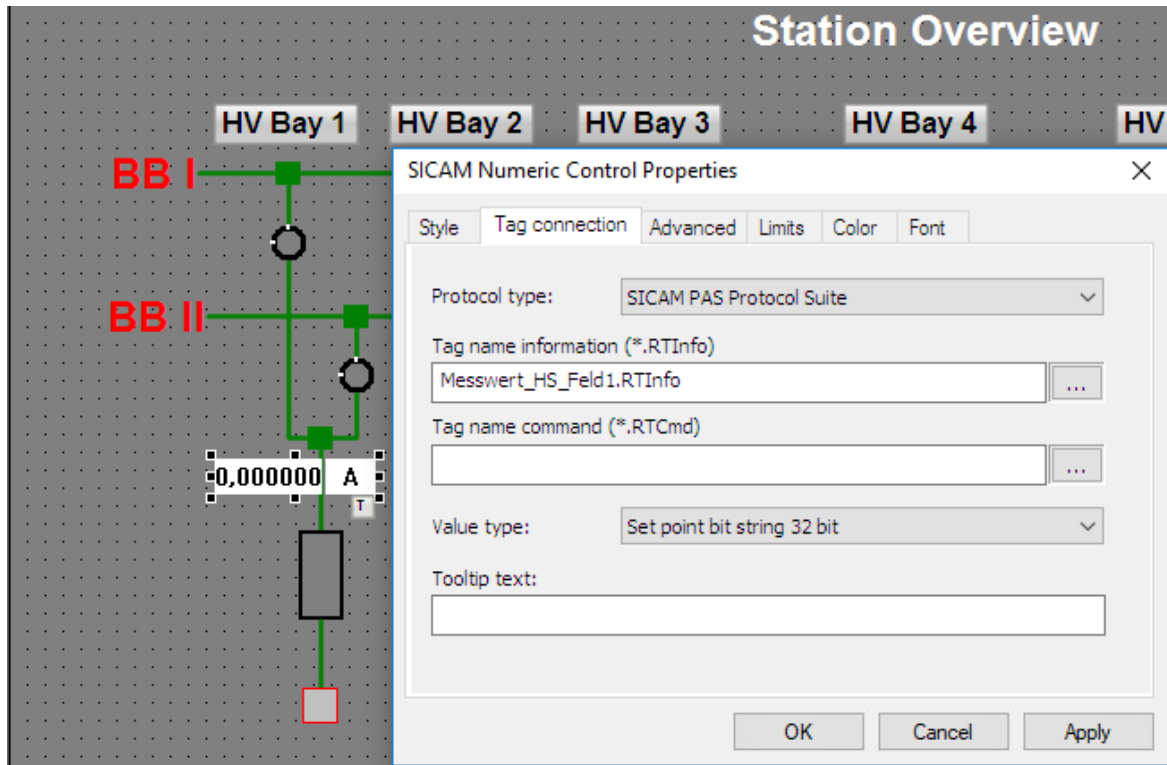 Station Overview
HV Bay 1 HV Bay 2 HV Bay 3 HV Bay 4 HV
BB I
SICAM Numeric Control Properties
Style Tag connection Advanced Limits Color Font
Protocol type: SICAM PAS Protocol Suite
Tag name information (*.RTInfo)
BB II
Messwert_HS_Feld1.RTInfo ...
Tag name command (*.RTCmd)
...
0,000000 A
T
Value type: Set point bit string 32 bit
Tooltip text:
OK Cancel Apply